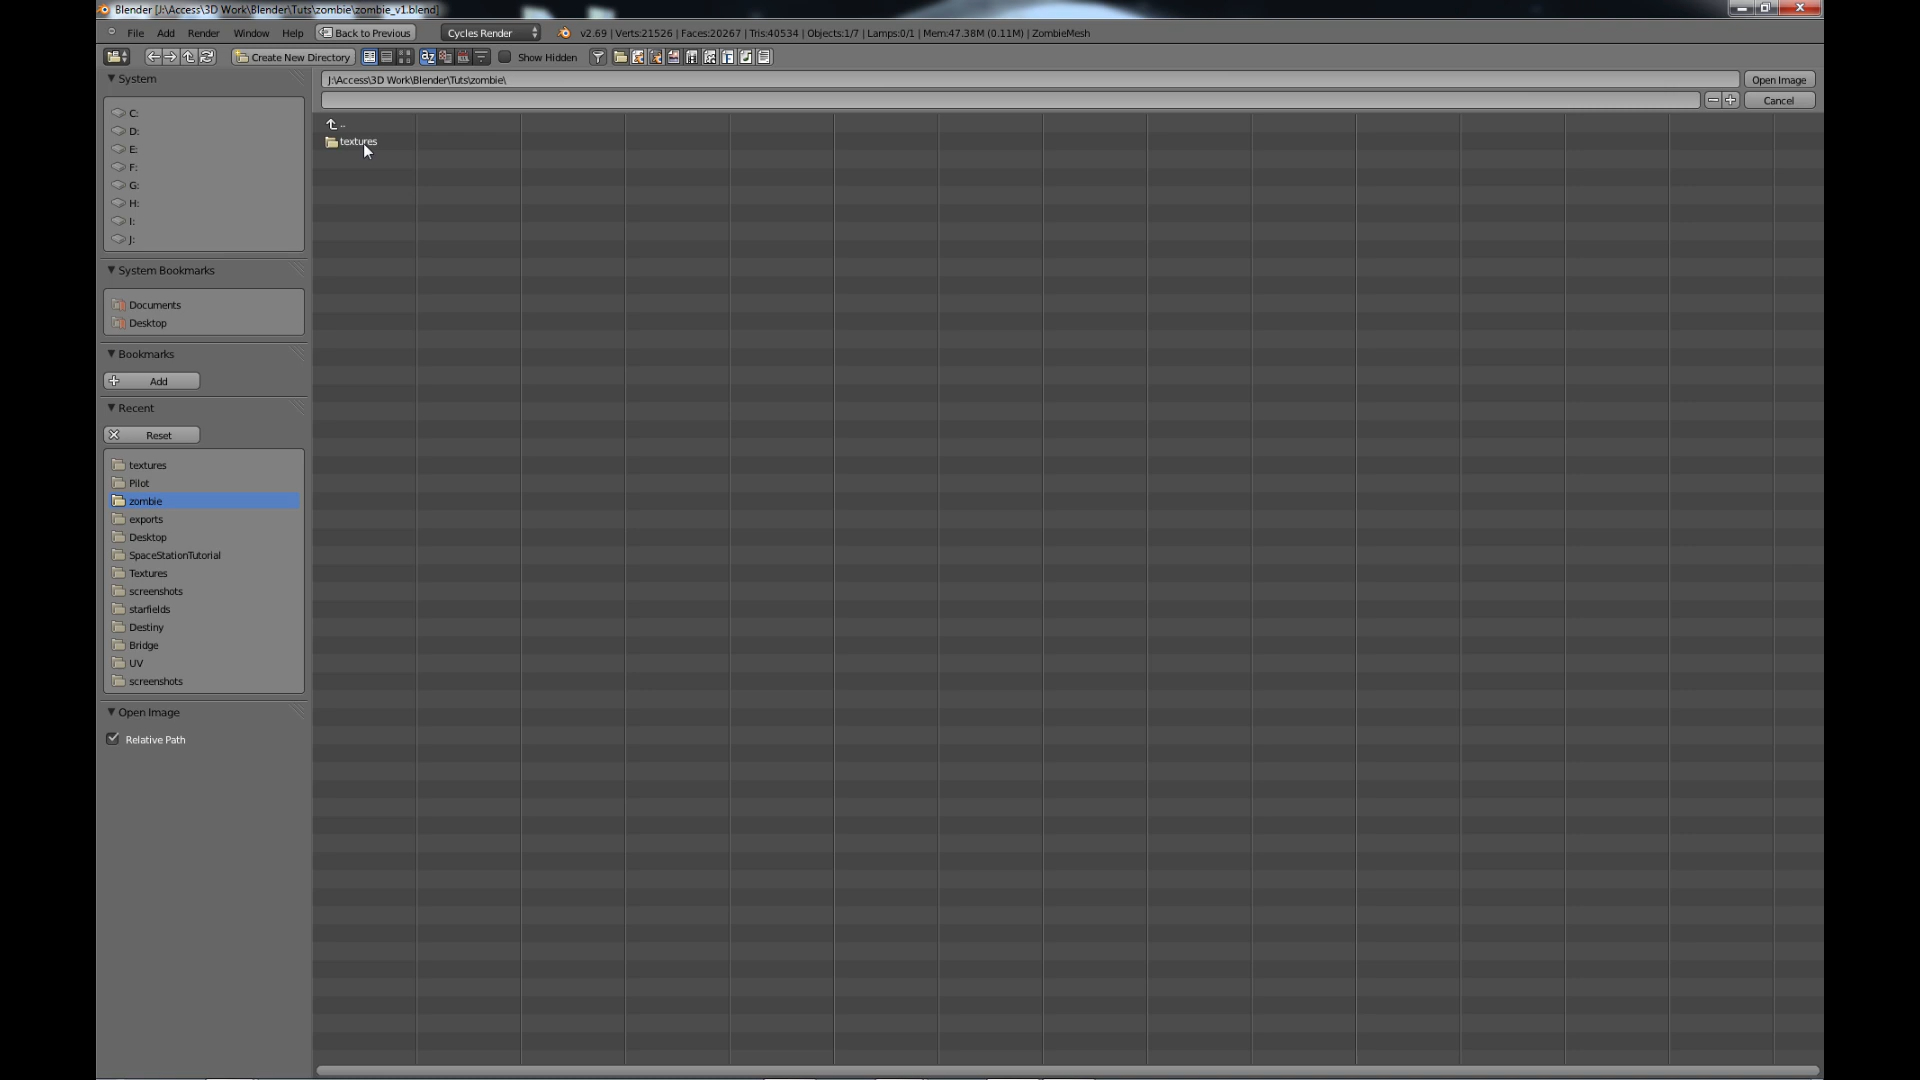 Blender [J:\Access\3D Work\Blender\Tuts\zombie\zombie_v1.blend]
File Add Render Window Help Back to Previous Cycles Render v2.69 | Verts:21526 | Faces:20267 | Tris:40534 | Objects:1/7 | Lamps:0/1 | Mem:47.38M (0.11M) | ZombieMesh
Create New Directory Show Hidden
System
J:\Access\3D Work\Blender\Tuts\zombie\ Open Image
Cancel
C:
D:
E:
F:
G:
H:
I:
J:
..
textures
System Bookmarks
Documents
Desktop
Bookmarks
Add
Recent
Reset
textures
Pilot
zombie
exports
Desktop
SpaceStationTutorial
Textures
screenshots
starfields
Destiny
Bridge
UV
screenshots
Open Image
Relative Path